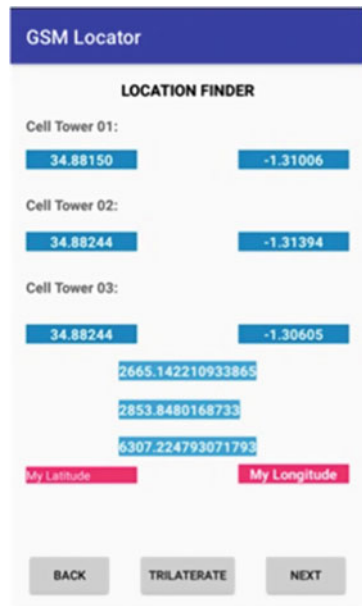 GSM Locator
LOCATION FINDER
Cell Tower 01:
34.88150 -1.31006
Cell Tower 02:
34.88244 -1.31394
Cell Tower 03:
34.88244 -1.30605
2665.142210933865
2853.8480168733
6307.224793071793
My Latitude My Longitude
BACK TRILATERATE NEXT